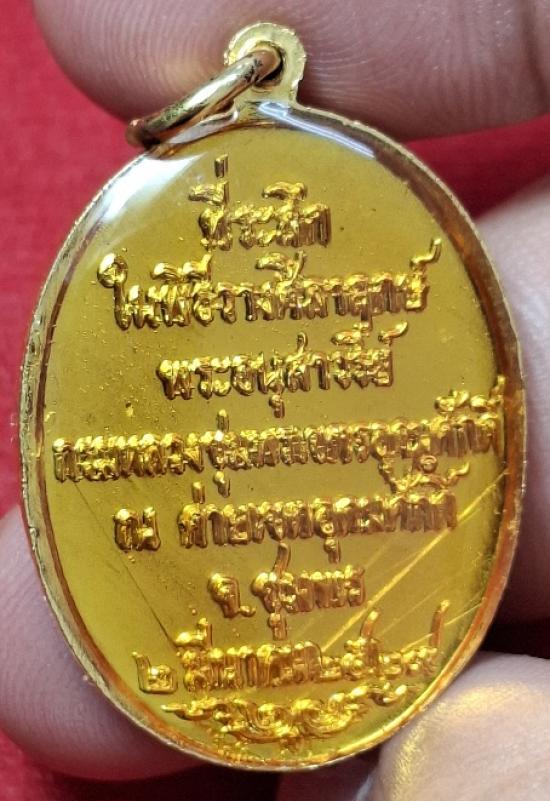 ที่ระลึก
ในพิธีวางศิลาฤกษ์
พระอนุสาวรีย์
กรมหลวงชุมพรเขตรอุดมศักดิ์
ณ ค่ายเขตอุดมศักดิ์
จ. ชุมพร
๒ มีนาคม